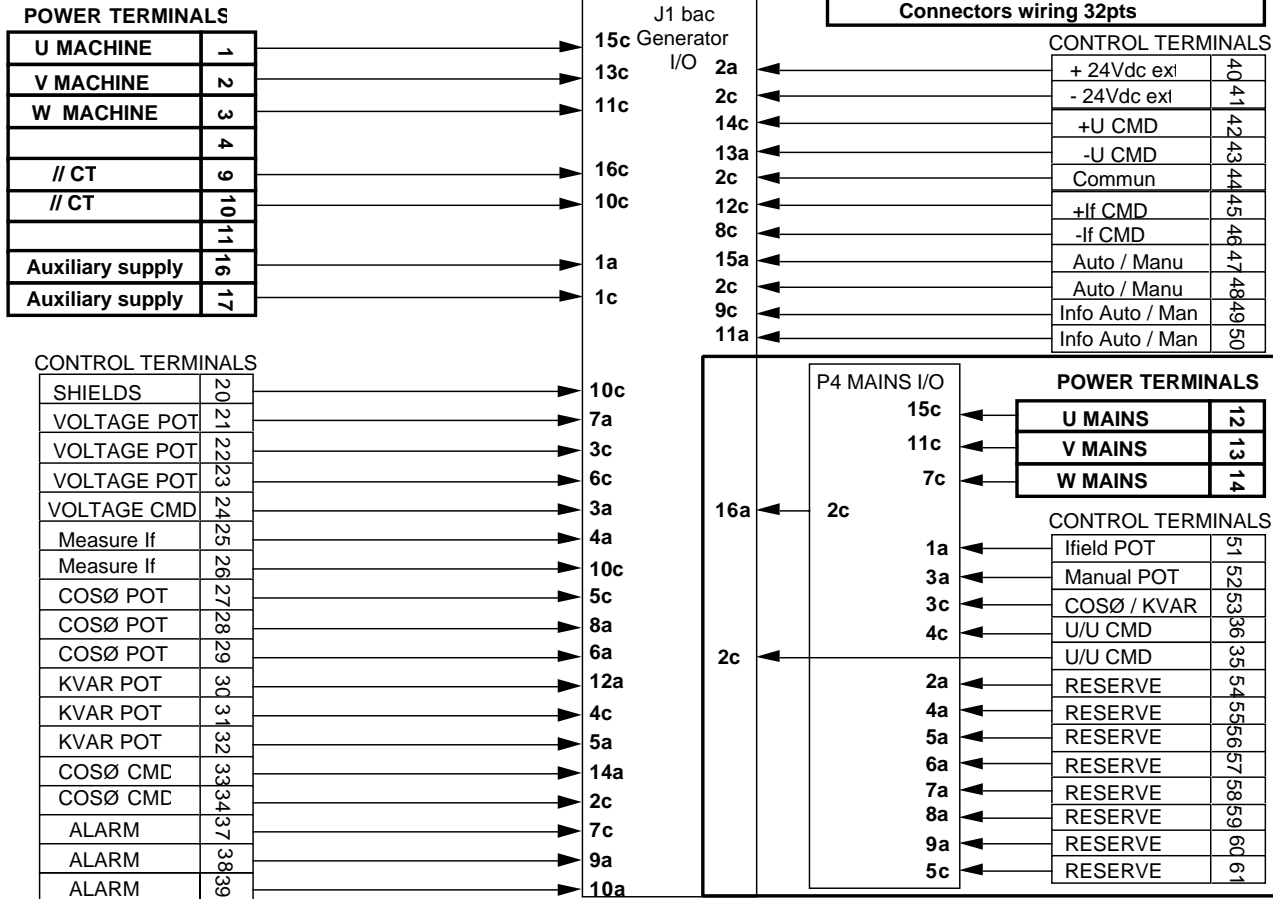 POWER TERMINALS
U MACHINE 1 15c
V MACHINE 2 13c
W MACHINE 3 11c
4
// CT 9 16c
// CT 10 10c
11
Auxiliary supply 16 1a
Auxiliary supply 17 1c
CONTROL TERMINALS
SHIELDS 20 10c
VOLTAGE POT 21 7a
VOLTAGE POT 22 3c
VOLTAGE POT 23 6c
VOLTAGE CMD 24 3a
Measure If 25 4a
Measure If 26 10c
COSØ POT 27 5c
COSØ POT 28 8a
COSØ POT 29 6a
KVAR POT 30 12a
KVAR POT 31 4c
KVAR POT 32 5a
COSØ CMD 33 14a
COSØ CMD 34 2c
ALARM 37 7c
ALARM 38 9a
ALARM 39 10a
J1 bac
Generator
I/O
Connectors wiring 32pts
CONTROL TERMINALS
2a + 24Vdc ext 40
2c - 24Vdc ext 41
14c +U CMD 42
13a -U CMD 43
2c Commun 44
12c +If CMD 45
8c -If CMD 46
15a Auto / Manu 47
2c Auto / Manu 48
9c Info Auto / Man 49
11a Info Auto / Man 50
P4 MAINS I/O
POWER TERMINALS
15c U MAINS 12
11c V MAINS 13
7c W MAINS 14
16a 2c
CONTROL TERMINALS
1a Ifield POT 51
3a Manual POT 52
3c COSØ / KVAR 53
4c U/U CMD 36
2c U/U CMD 35
2a RESERVE 54
4a RESERVE 55
5a RESERVE 56
6a RESERVE 57
7a RESERVE 58
8a RESERVE 59
9a RESERVE 60
5c RESERVE 61